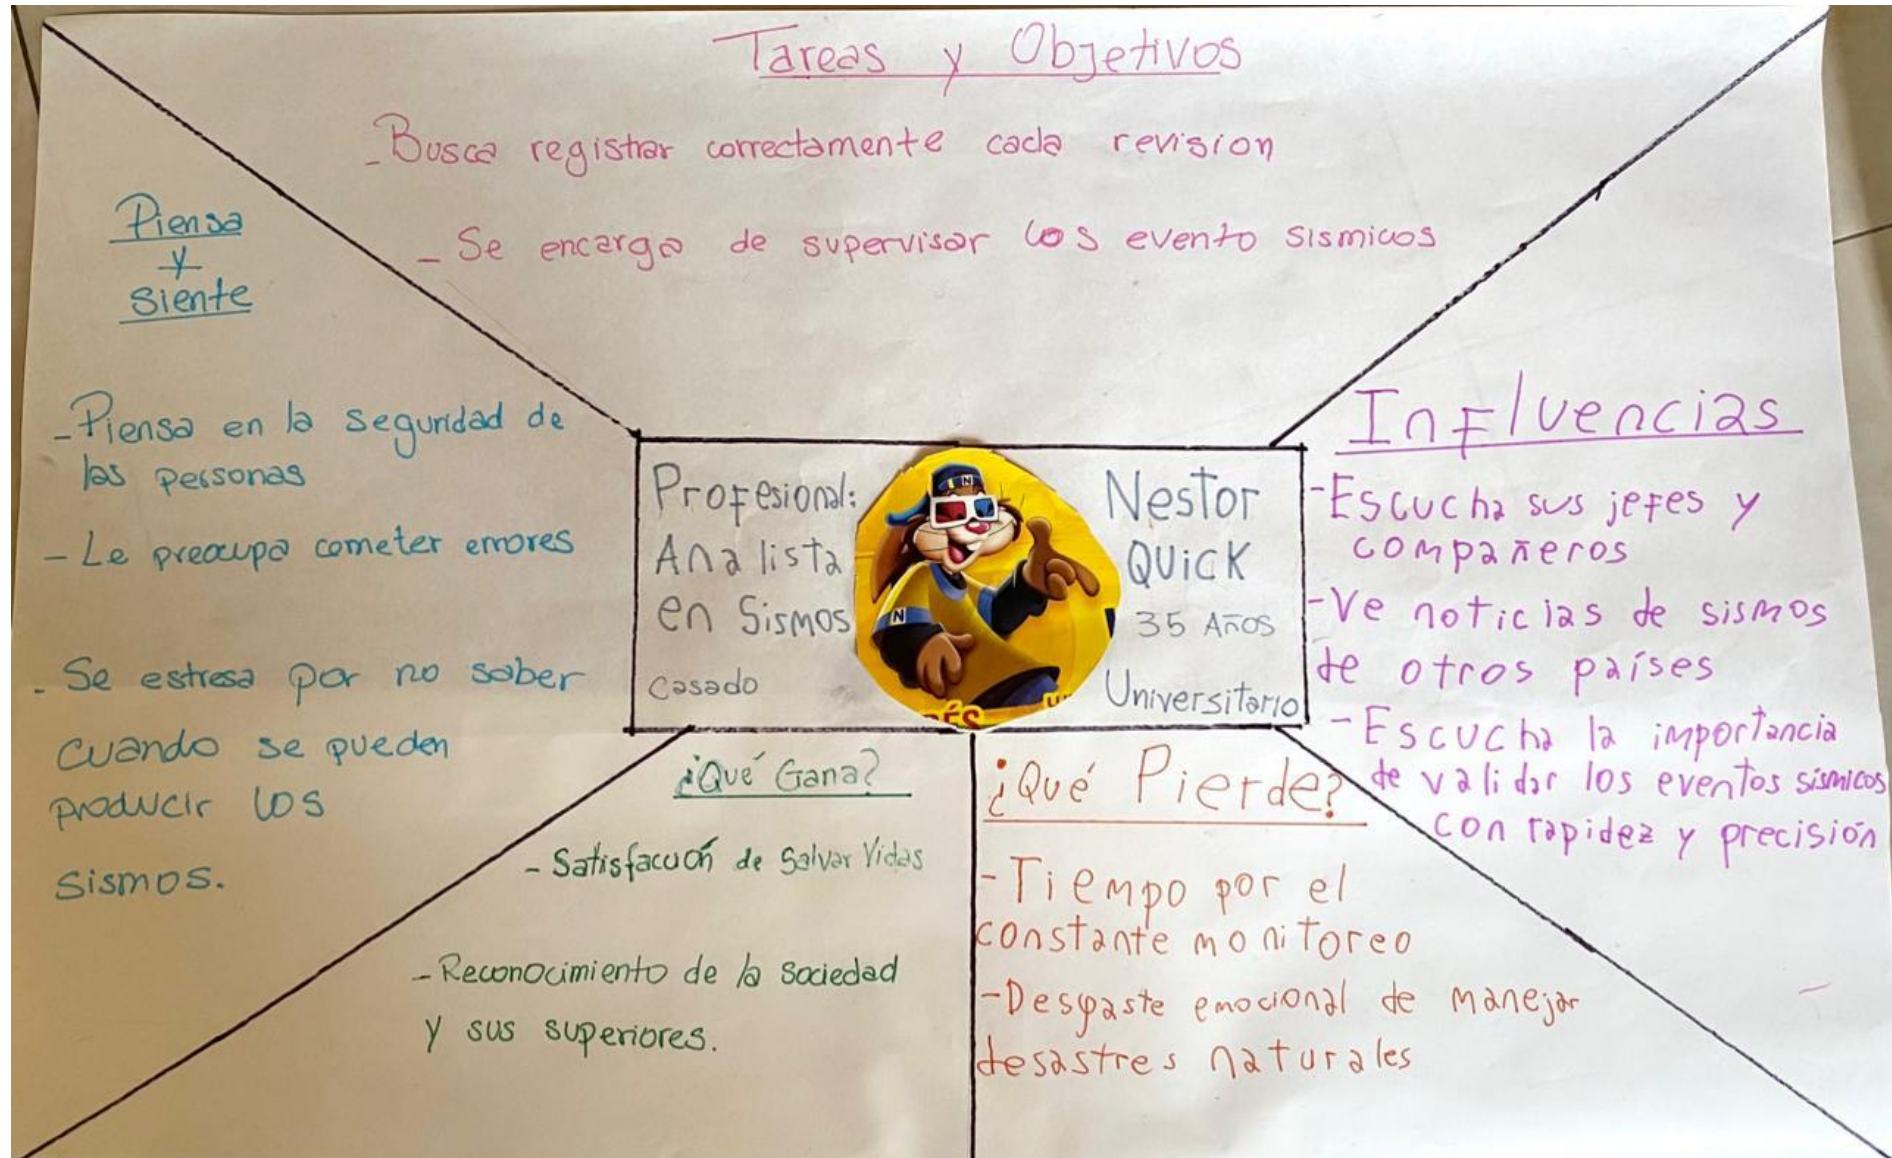 Tareas y Objetivos
- Busca registrar correctamente cada revision
- Se encarga de supervisar los evento sismicos
Piensa
y
Siente
- Piensa en la seguridad de
las personas
- Le preocupa cometer errores
- Se estresa por no saber
cuando se pueden
producir los
sismos.
Profesional:
Analista
en Sismos
Casado
N
N
Nestor
QUiCK
35 Años
Universitario
InFluencias
- Escucha sus jefes y
compañeros
- Ve noticias de sismos
de otros países
- Escucha la importancia
de validar los eventos sismicos
con rapidez y precisión
¿Qué Gana?
- Satisfacción de Salvar Vidas
- Reconocimiento de la sociedad
y sus superiores.
¿Qué Pierde?
- Tiempo por el
constante monitoreo
- Desgaste emocional de manejar
desastres naturales